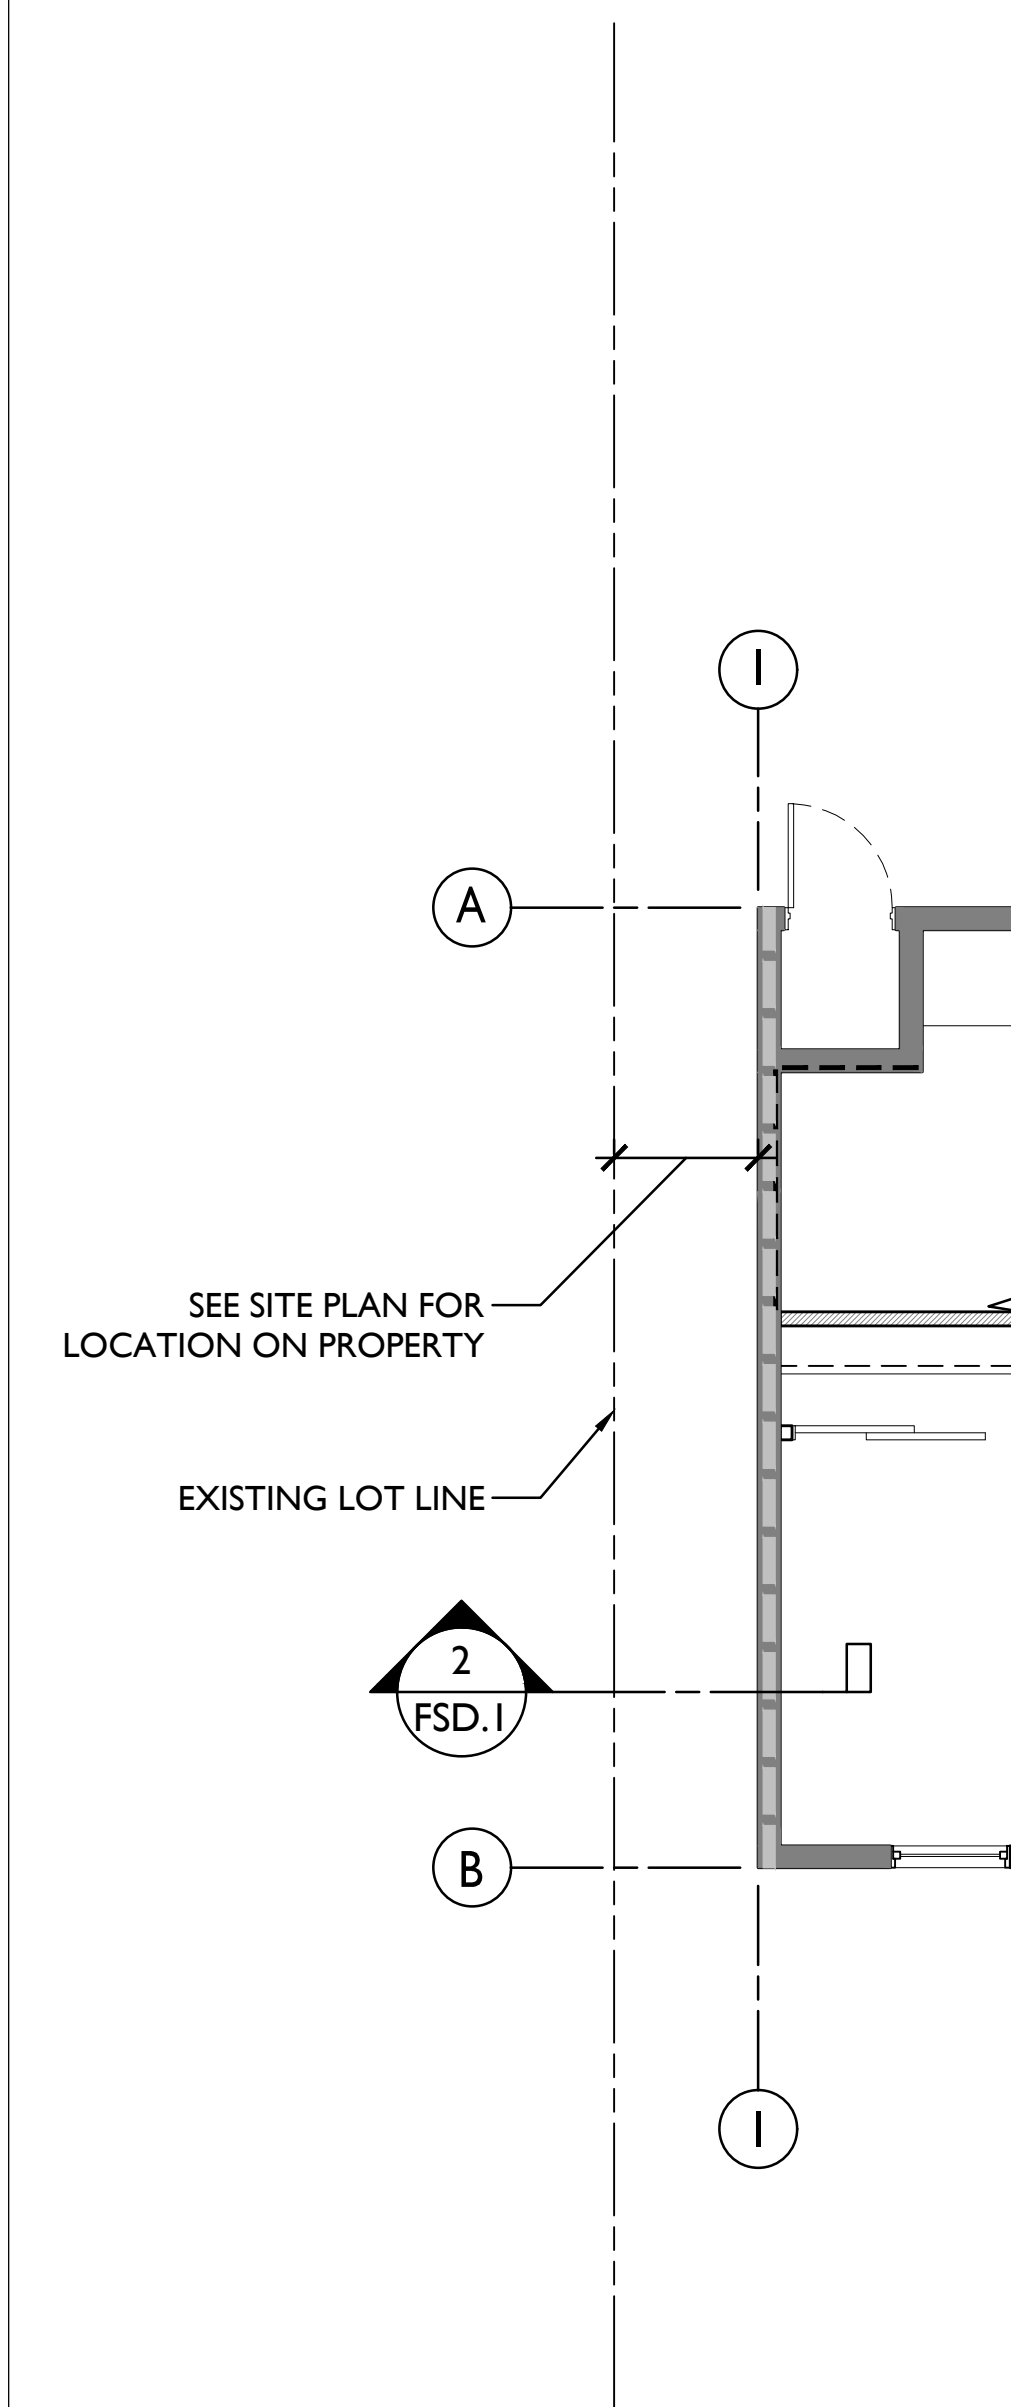 1
A
SEE SITE PLAN FOR
LOCATION ON PROPERTY
EXISTING LOT LINE
2
FSD.1
B
1